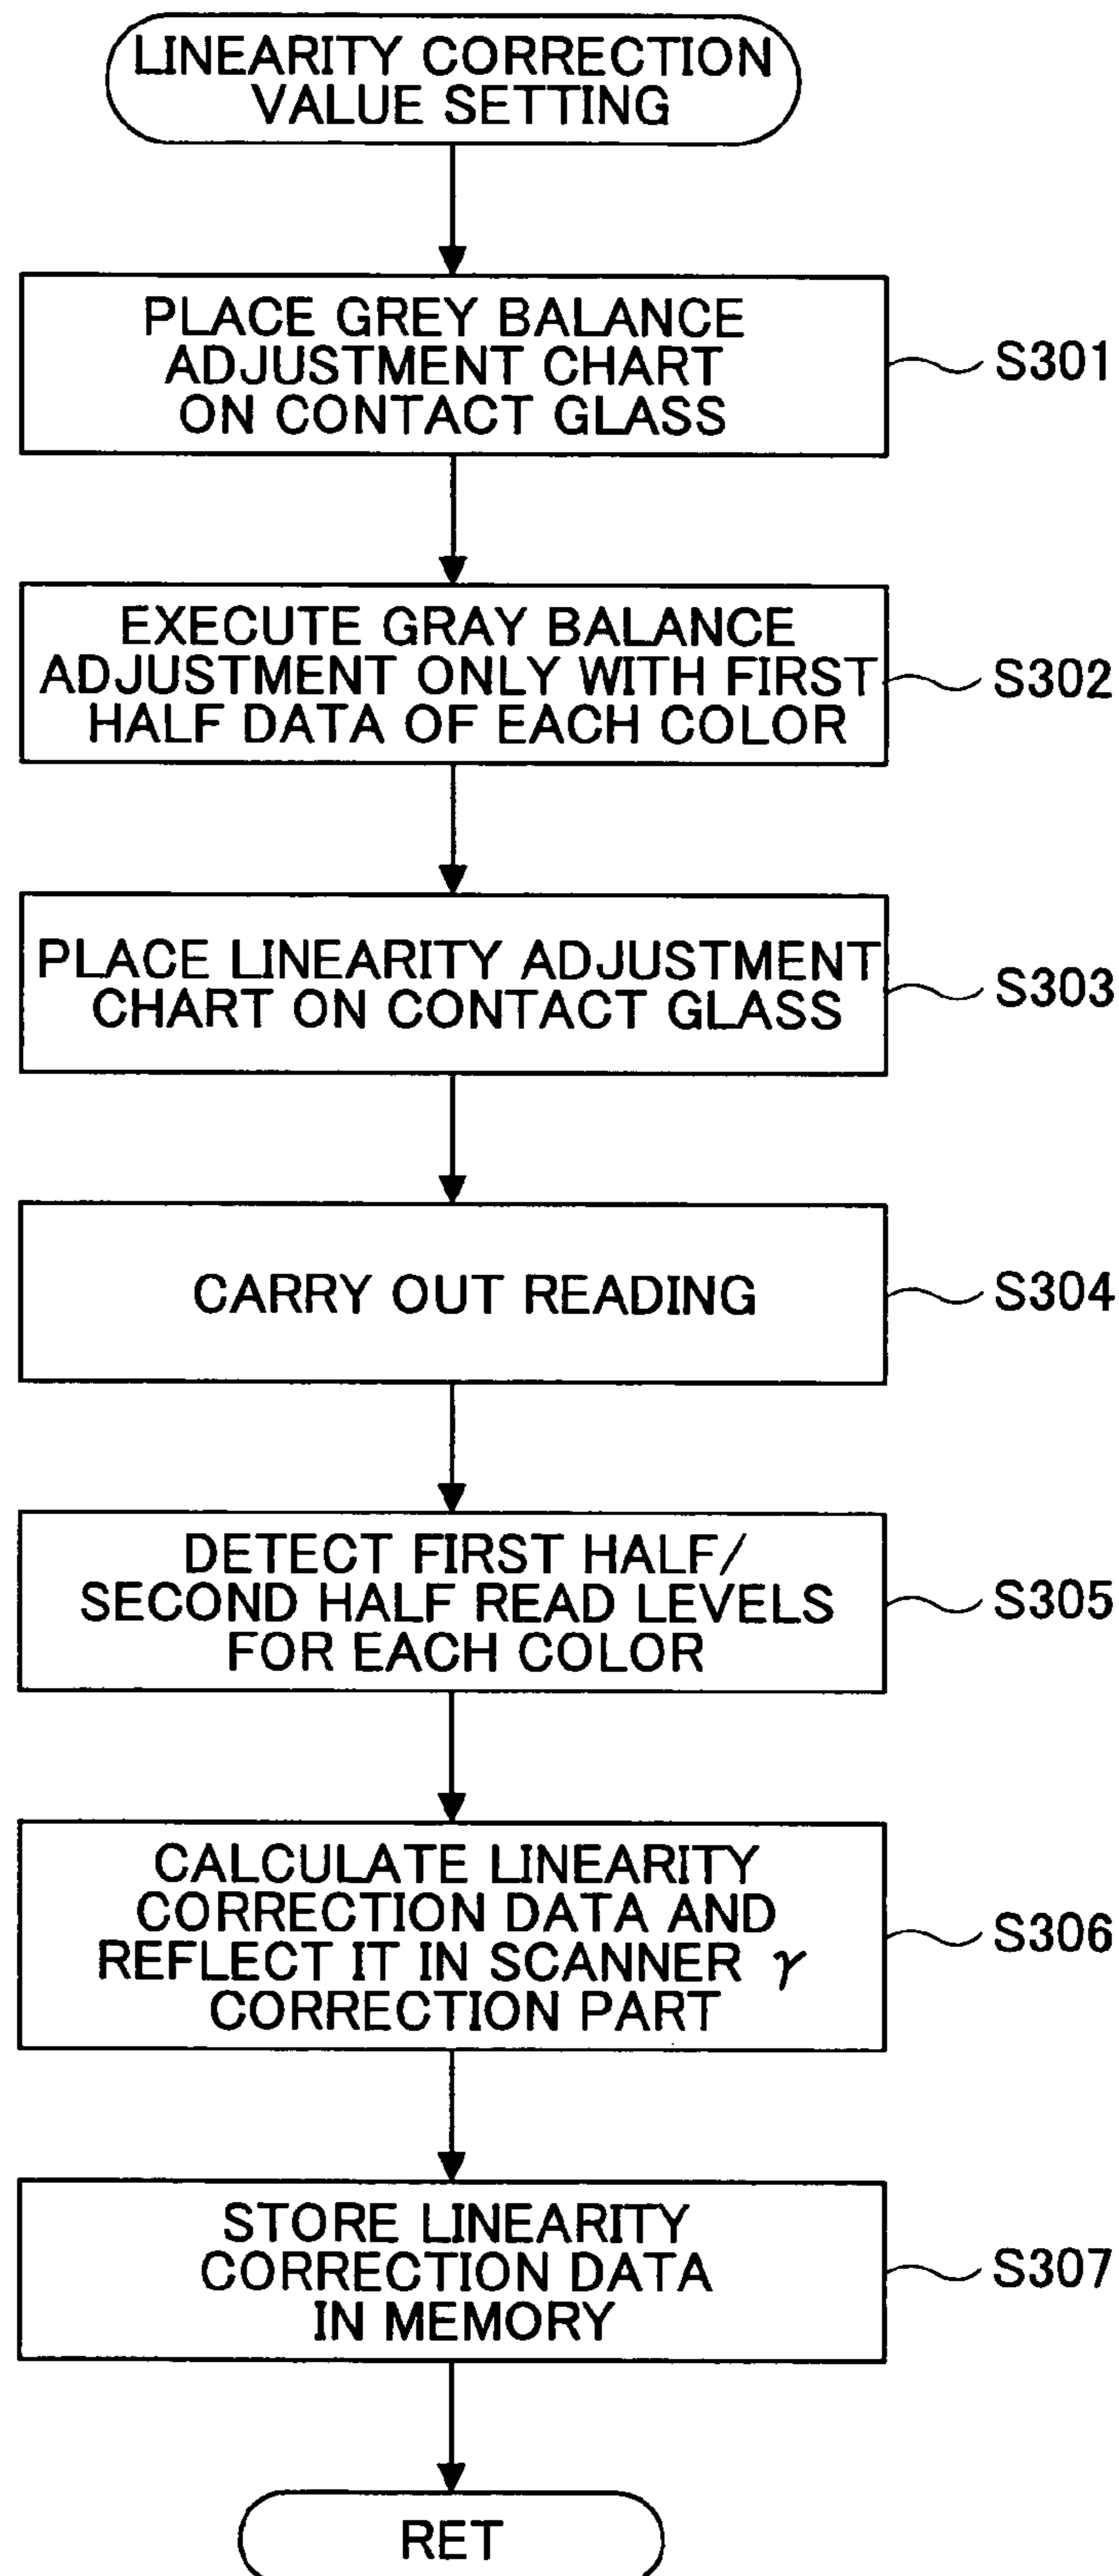 LINEARITY CORRECTION
VALUE SETTING
PLACE GREY BALANCE
ADJUSTMENT CHART
ON CONTACT GLASS
S301
EXECUTE GRAY BALANCE
ADJUSTMENT ONLY WITH FIRST
HALF DATA OF EACH COLOR
S302
PLACE LINEARITY ADJUSTMENT
CHART ON CONTACT GLASS
S303
CARRY OUT READING
S304
DETECT FIRST HALF/
SECOND HALF READ LEVELS
FOR EACH COLOR
S305
CALCULATE LINEARITY
CORRECTION DATA AND
REFLECT IT IN SCANNER γ
CORRECTION PART
S306
STORE LINEARITY
CORRECTION DATA
IN MEMORY
S307
RET